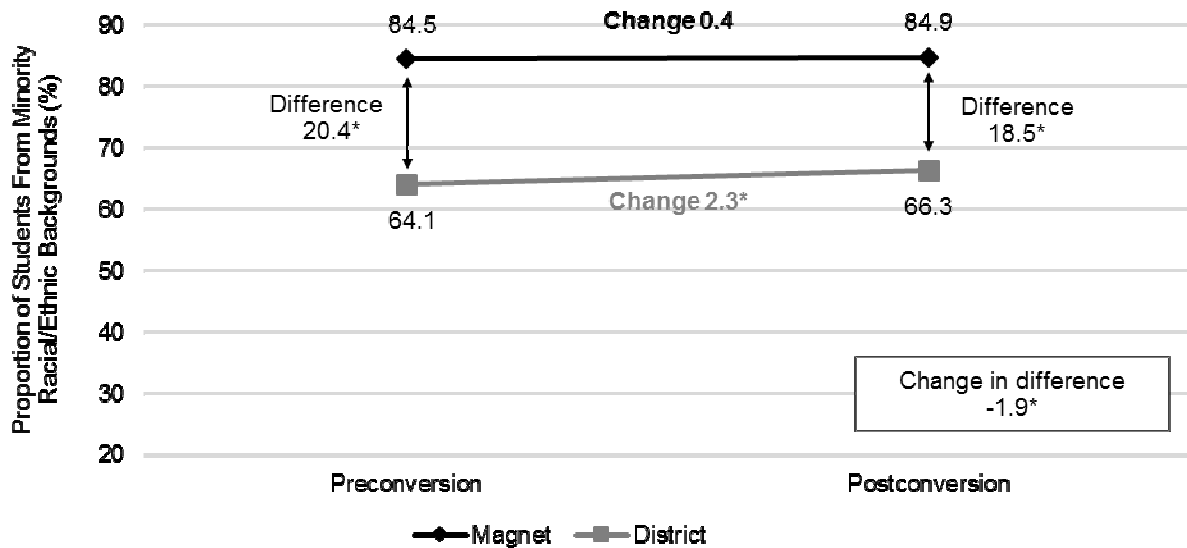 Proportion of Students From Minority
Racial/Ethnic Backgrounds (%)
90
80
70
60
50
40
30
20
84.5
Change 0.4
84.9
Difference
20.4*
Difference
18.5*
64.1
Change 2.3*
66.3
Change in difference
-1.9*
Preconversion
Postconversion
Magnet
District